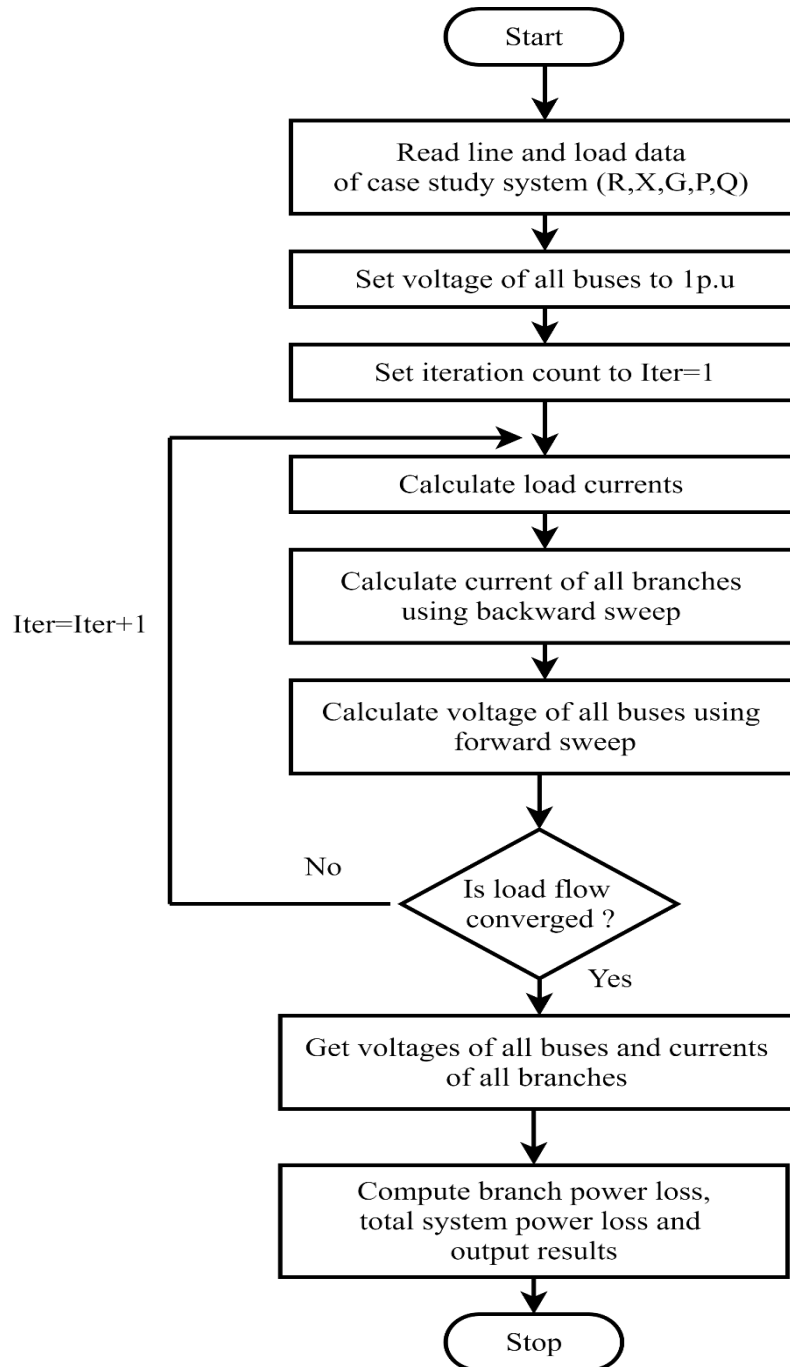 Start
Read line and load data
of case study system (R,X,G,P,Q)
Set voltage of all buses to 1p.u
Set iteration count to Iter=1
Calculate load currents
Calculate current of all branches
using backward sweep
Iter=Iter+1
Calculate voltage of all buses using
forward sweep
No
Is load flow
converged ?
Yes
Get voltages of all buses and currents
of all branches
Compute branch power loss,
total system power loss and
output results
Stop